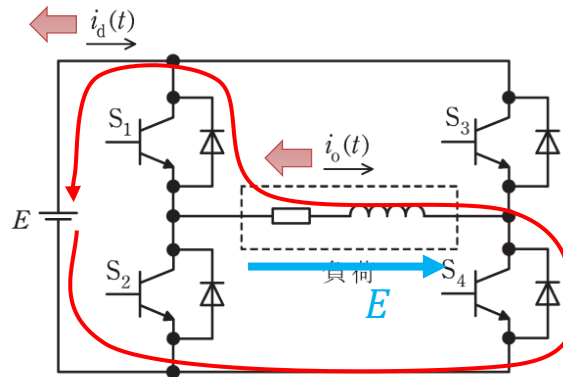 i_d(t)
S_1
S_3
i_o(t)
E
S_2
負荷
S_4
E